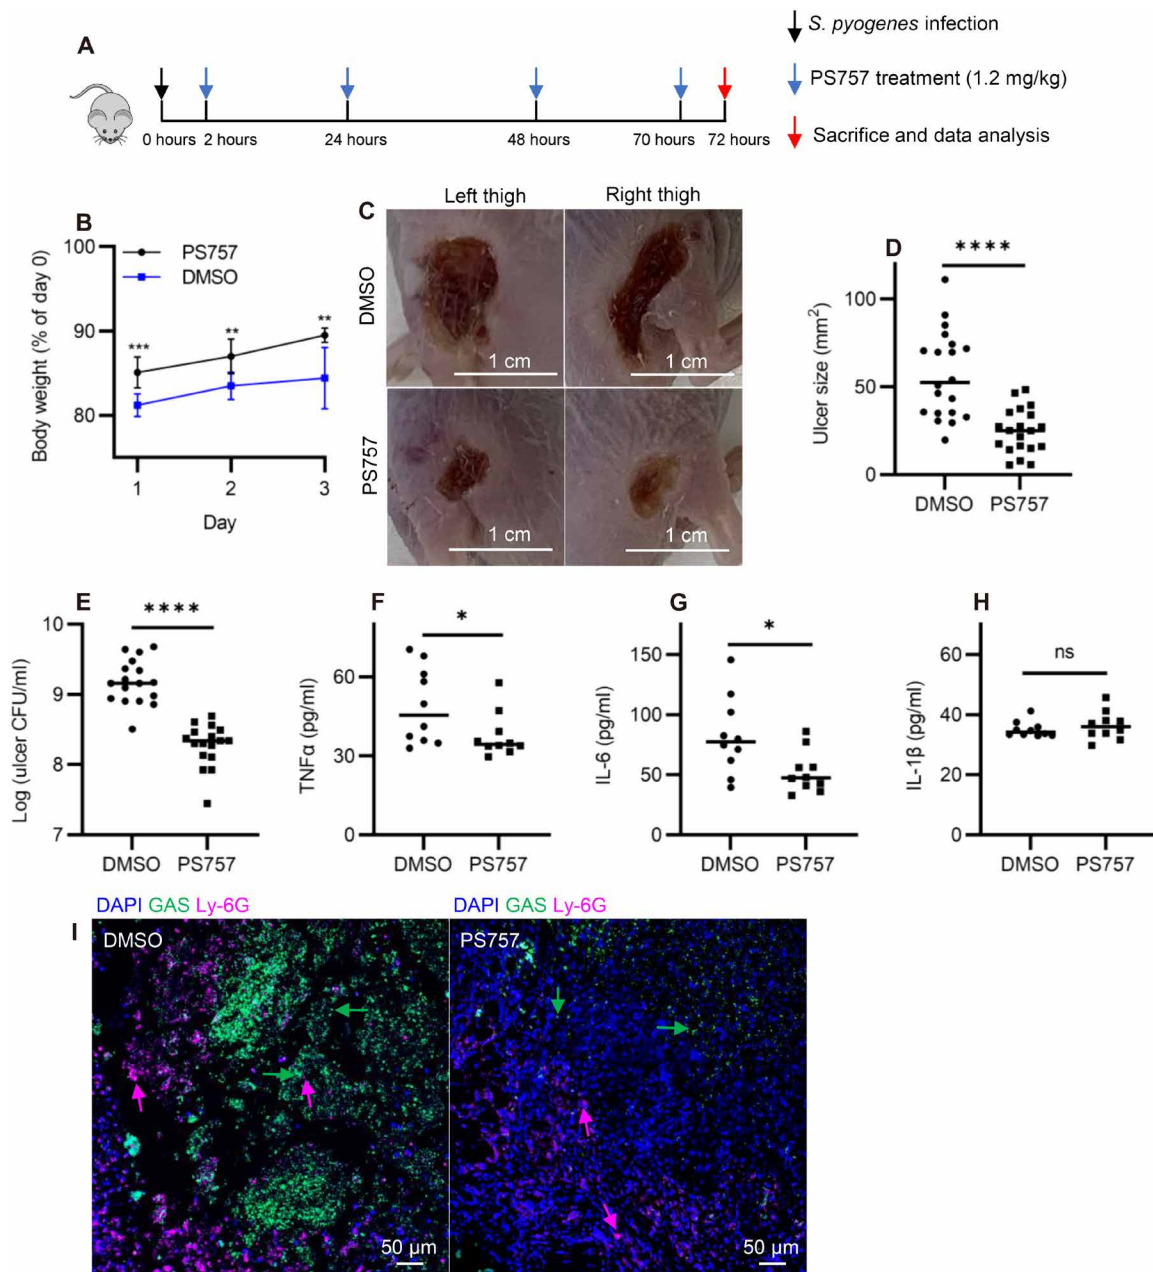 A
S. pyogenes infection
PS757 treatment (1.2 mg/kg)
Sacrifice and data analysis
0 hours 2 hours 24 hours 48 hours 70 hours 72 hours
B
100
90
80
Body weight (% of day 0)
PS757
DMSO
***
**
**
1 2 3
Day
C
Left thigh Right thigh
DMSO
1 cm 1 cm
PS757
1 cm 1 cm
D
****
100
50
0
Ulcer size (mm²)
DMSO PS757
E
****
10
9
8
7
Log (ulcer CFU/ml)
DMSO PS757
F
*
60
30
0
TNFα (pg/ml)
DMSO PS757
G
*
150
100
50
0
IL-6 (pg/ml)
DMSO PS757
H
ns
60
40
20
0
IL-1β (pg/ml)
DMSO PS757
I
DAPI GAS Ly-6G
DMSO
50 µm
DAPI GAS Ly-6G
PS757
50 µm